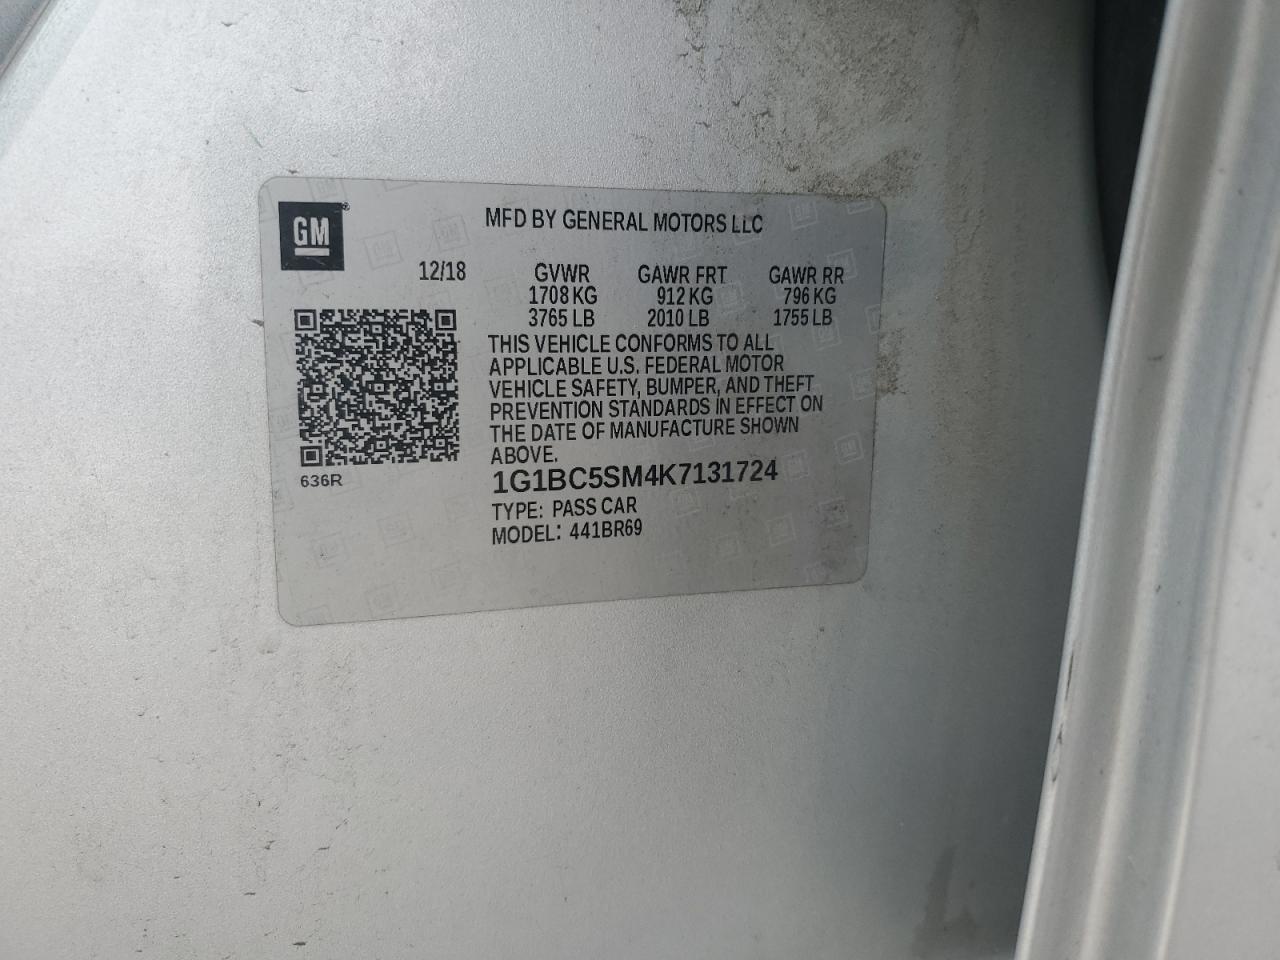 GM®
MFD BY GENERAL MOTORS LLC
12/18 GVWR GAWR FRT GAWR RR
1708 KG 912 KG 796 KG
3765 LB 2010 LB 1755 LB
THIS VEHICLE CONFORMS TO ALL
APPLICABLE U.S. FEDERAL MOTOR
VEHICLE SAFETY, BUMPER, AND THEFT
PREVENTION STANDARDS IN EFFECT ON
THE DATE OF MANUFACTURE SHOWN
ABOVE.
636R
1G1BC5SM4K7131724
TYPE: PASS CAR
MODEL: 441BR69